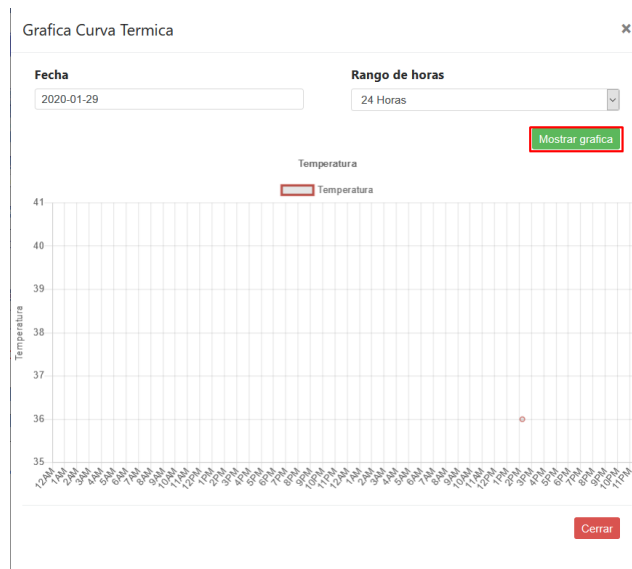 Grafica Curva Termica ×
Fecha Rango de horas
2020-01-29 24 Horas
Mostrar grafica
Temperatura
Temperatura
41
40
39
38
Temperatura
37
36
35
12AM 1AM 2AM 3AM 4AM 5AM 6AM 7AM 8AM 9AM 10AM 11AM 12PM 1PM 2PM 3PM 4PM 5PM 6PM 7PM 8PM 9PM 10PM 11PM 12AM 1AM 2AM 3AM 4AM 5AM 6AM 7AM 8AM 9AM 10AM 11AM 12PM 1PM 2PM 3PM 4PM 5PM 6PM 7PM 8PM 9PM 10PM 11PM
Cerrar